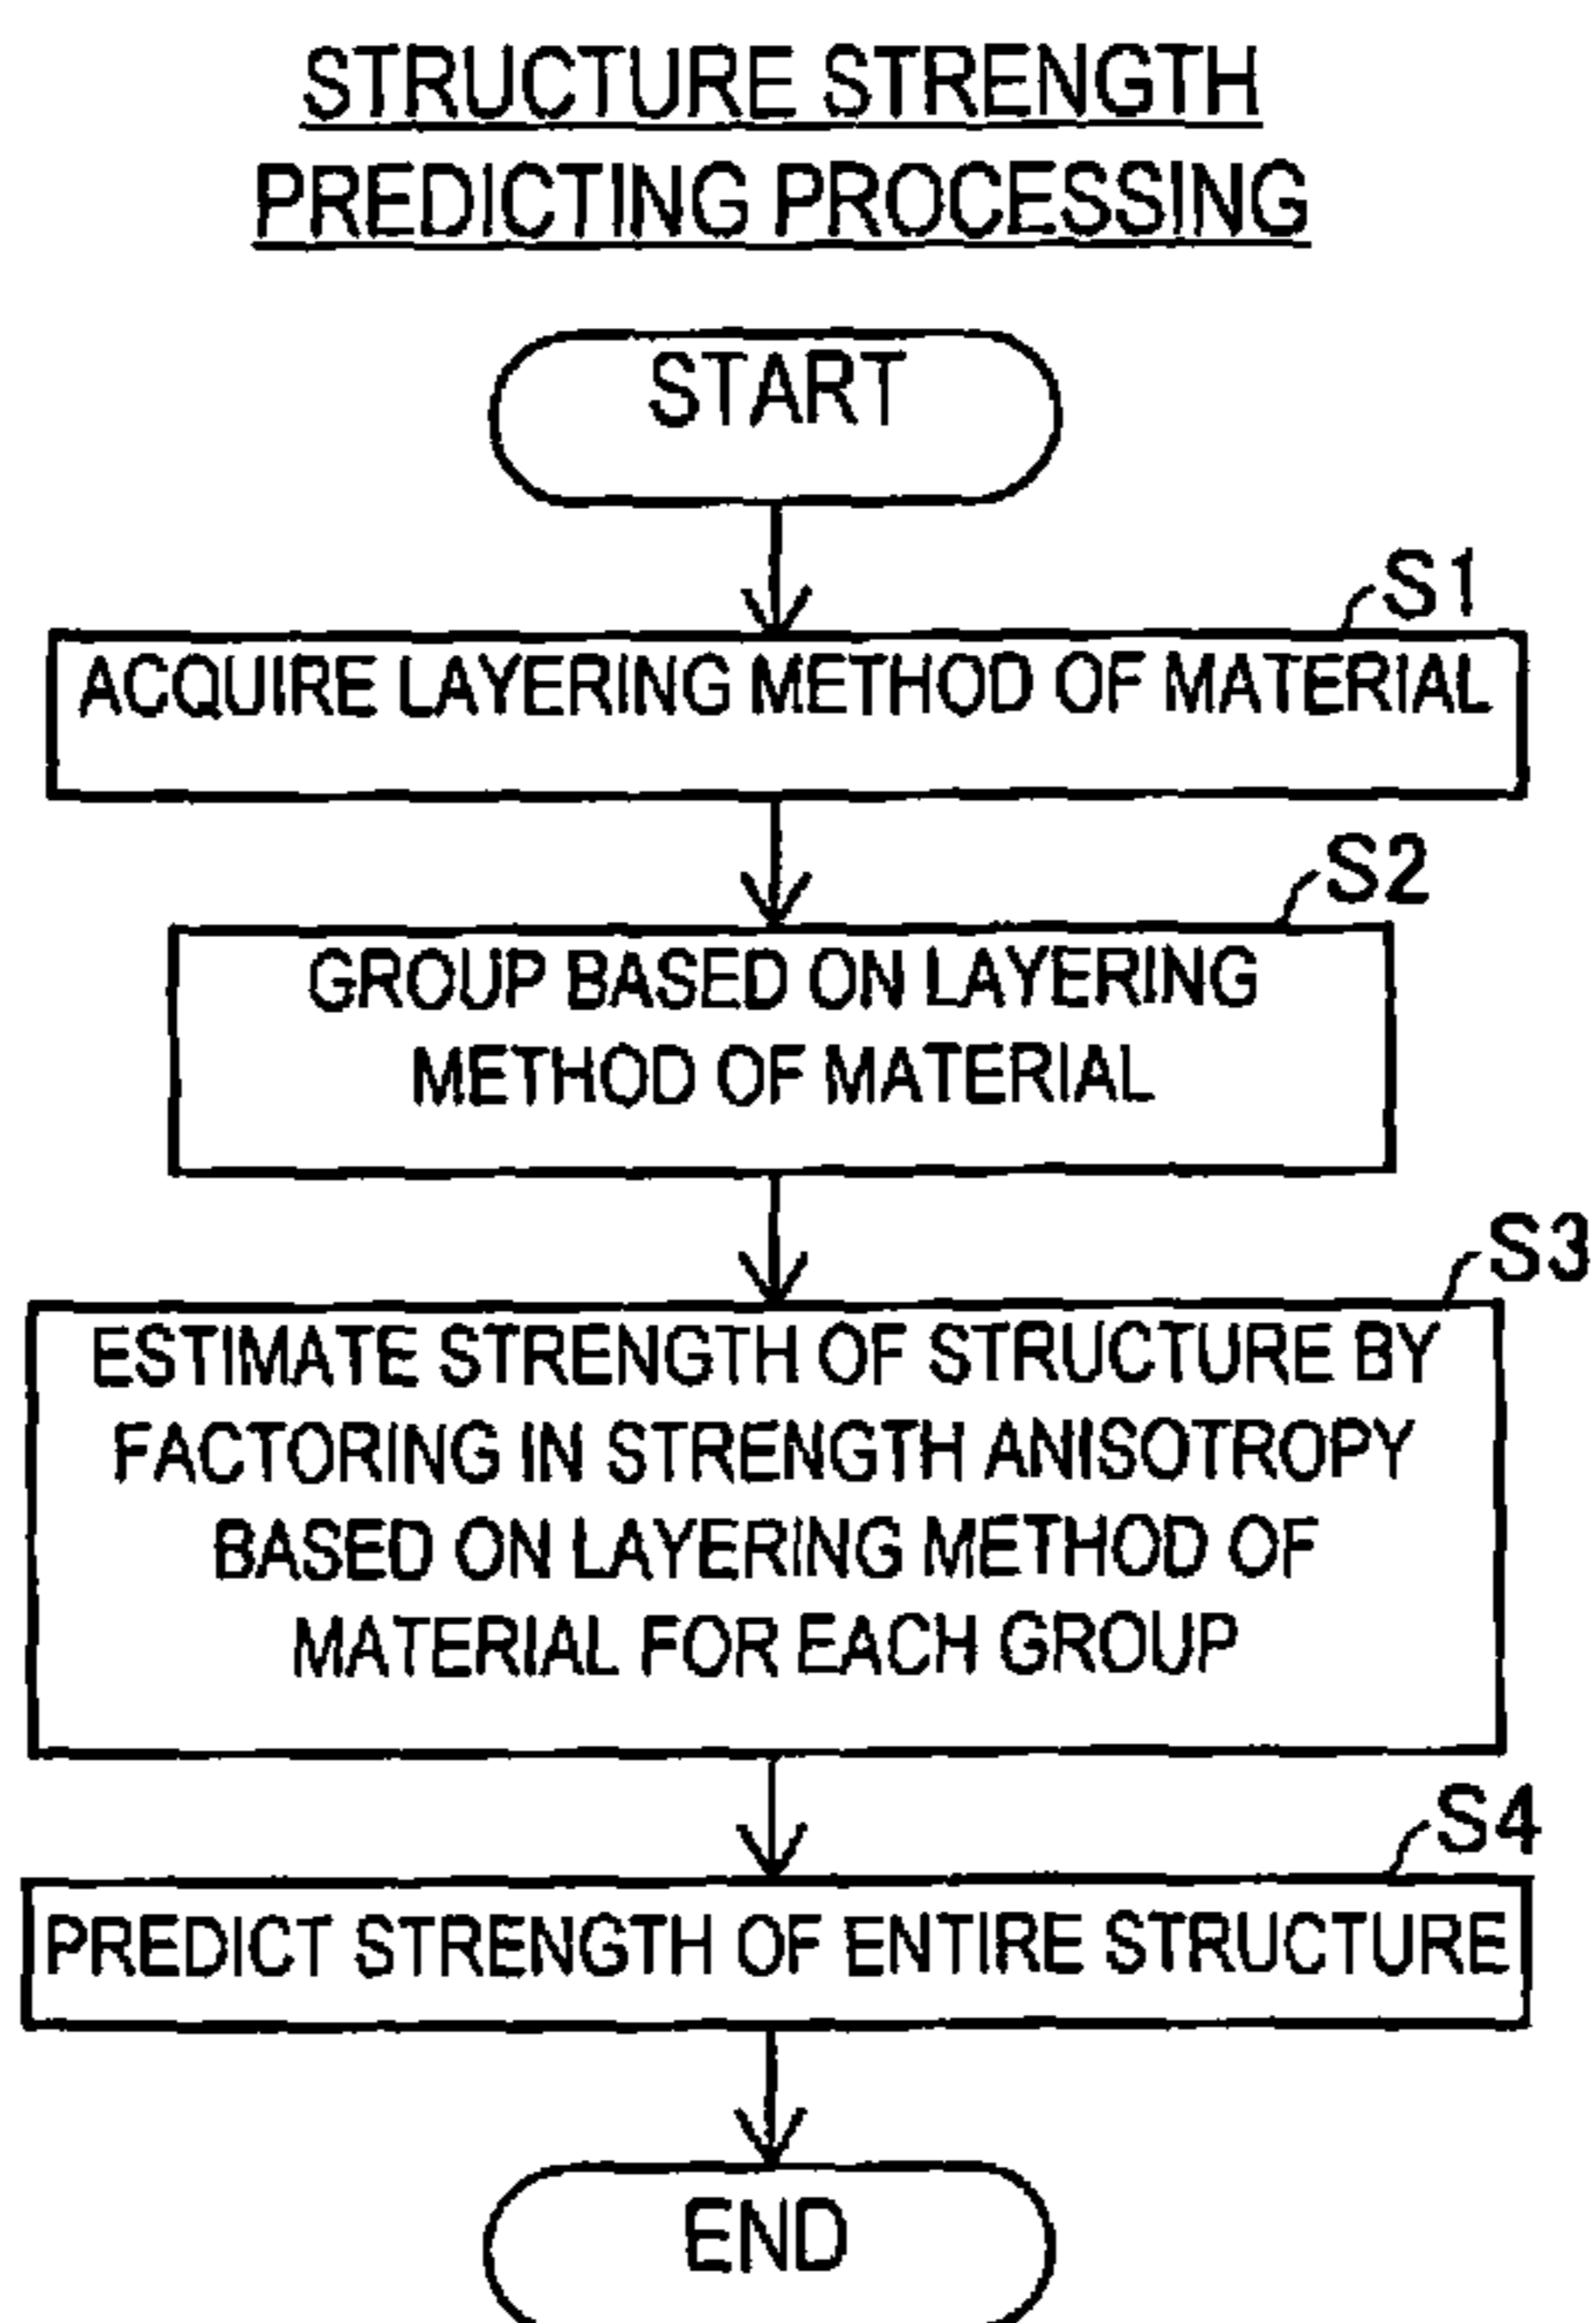 STRUCTURE STRENGTH
PREDICTING PROCESSING
START
S1
ACQUIRE LAYERING METHOD OF MATERIAL
S2
GROUP BASED ON LAYERING
METHOD OF MATERIAL
S3
ESTIMATE STRENGTH OF STRUCTURE BY
FACTORING IN STRENGTH ANISOTROPY
BASED ON LAYERING METHOD OF
MATERIAL FOR EACH GROUP
S4
PREDICT STRENGTH OF ENTIRE STRUCTURE
END